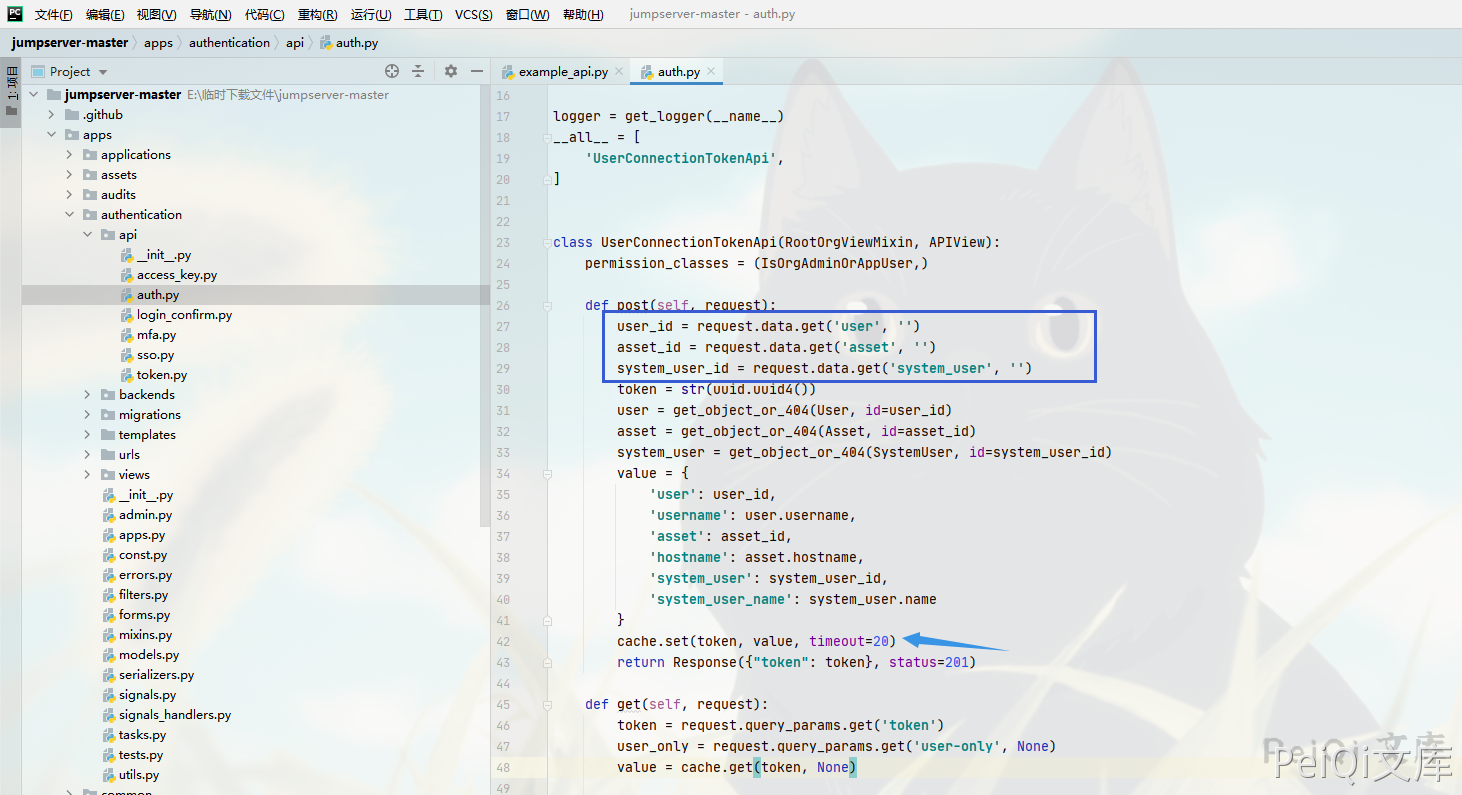 PC 文件(F) 编辑(E) 视图(V) 导航(N) 代码(C) 重构(R) 运行(U) 工具(T) VCS(S) 窗口(W) 帮助(H) jumpserver-master - auth.py
jumpserver-master apps authentication api auth.py
1: 项目
Project
jumpserver-master E:\临时下载文件\jumpserver-master
.github
apps
applications
assets
audits
authentication
api
__init__.py
access_key.py
auth.py
login_confirm.py
mfa.py
sso.py
token.py
backends
migrations
templates
urls
views
__init__.py
admin.py
apps.py
const.py
errors.py
filters.py
forms.py
mixins.py
models.py
serializers.py
signals.py
signals_handlers.py
tasks.py
tests.py
utils.py
common
example_api.py auth.py
16
17 logger = get_logger(__name__)
18 __all__ = [
19     'UserConnectionTokenApi',
20 ]
21
22
23 class UserConnectionTokenApi(RootOrgViewMixin, APIView):
24     permission_classes = (IsOrgAdminOrAppUser,)
25
26     def post(self, request):
27         user_id = request.data.get('user', '')
28         asset_id = request.data.get('asset', '')
29         system_user_id = request.data.get('system_user', '')
30         token = str(uuid.uuid4())
31         user = get_object_or_404(User, id=user_id)
32         asset = get_object_or_404(Asset, id=asset_id)
33         system_user = get_object_or_404(SystemUser, id=system_user_id)
34         value = {
35             'user': user_id,
36             'username': user.username,
37             'asset': asset_id,
38             'hostname': asset.hostname,
39             'system_user': system_user_id,
40             'system_user_name': system_user.name
41         }
42         cache.set(token, value, timeout=20)
43         return Response({"token": token}, status=201)
44
45     def get(self, request):
46         token = request.query_params.get('token')
47         user_only = request.query_params.get('user-only', None)
48         value = cache.get(token, None)
49
PeiQi文库
PeiQi文库